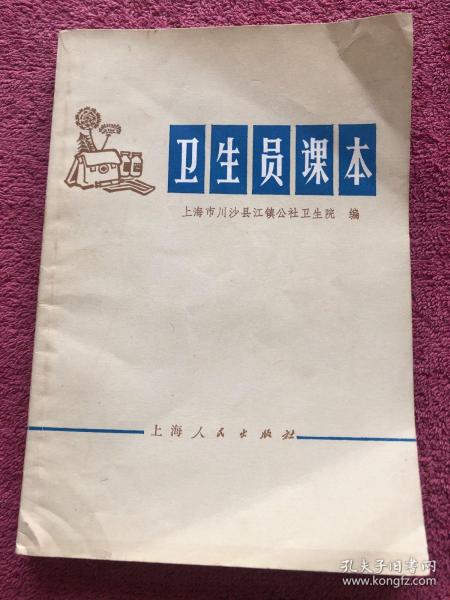 卫生员课本
上海市川沙县江镇公社卫生院 编
上海人民出版社
孔夫子旧书网
www.kongfz.com